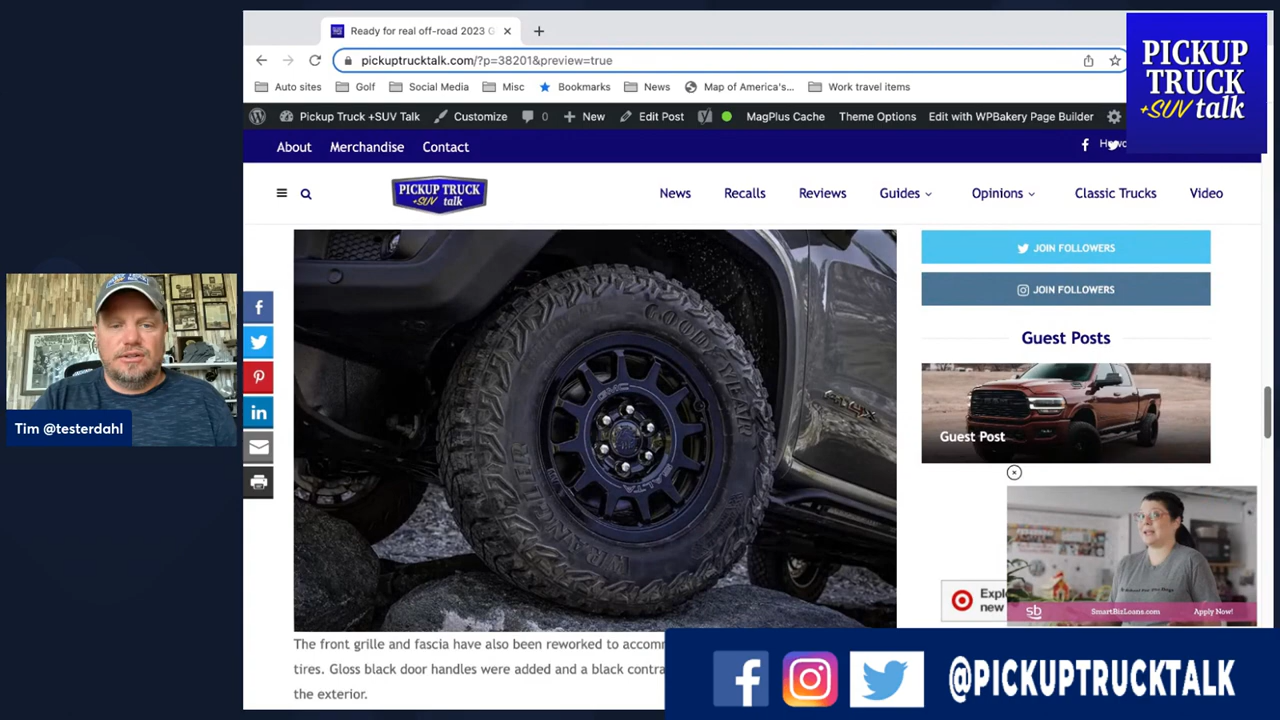 Ready for real off-road 2023 G
pickuptrucktalk.com/?p=38201&preview=true
Auto sites Golf Social Media Misc Bookmarks News Map of America's... Work travel items
Pickup Truck +SUV Talk Customize 0 New Edit Post MagPlus Cache Theme Options Edit with WPBakery Page Builder
PICKUP
TRUCK
+SUV talk
About Merchandise Contact
PICKUP TRUCK
+SUV talk
News Recalls Reviews Guides Opinions Classic Trucks Video
JOIN FOLLOWERS
JOIN FOLLOWERS
Guest Posts
Guest Post
GOODYEAR
WRANGLER
GMC
Tim @testerdahl
Explo
new
sb SmartBizLoans.com Apply Now!
The front grille and fascia have also been reworked to accom
tires. Gloss black door handles were added and a black contra
the exterior.
@PICKUPTRUCKTALK